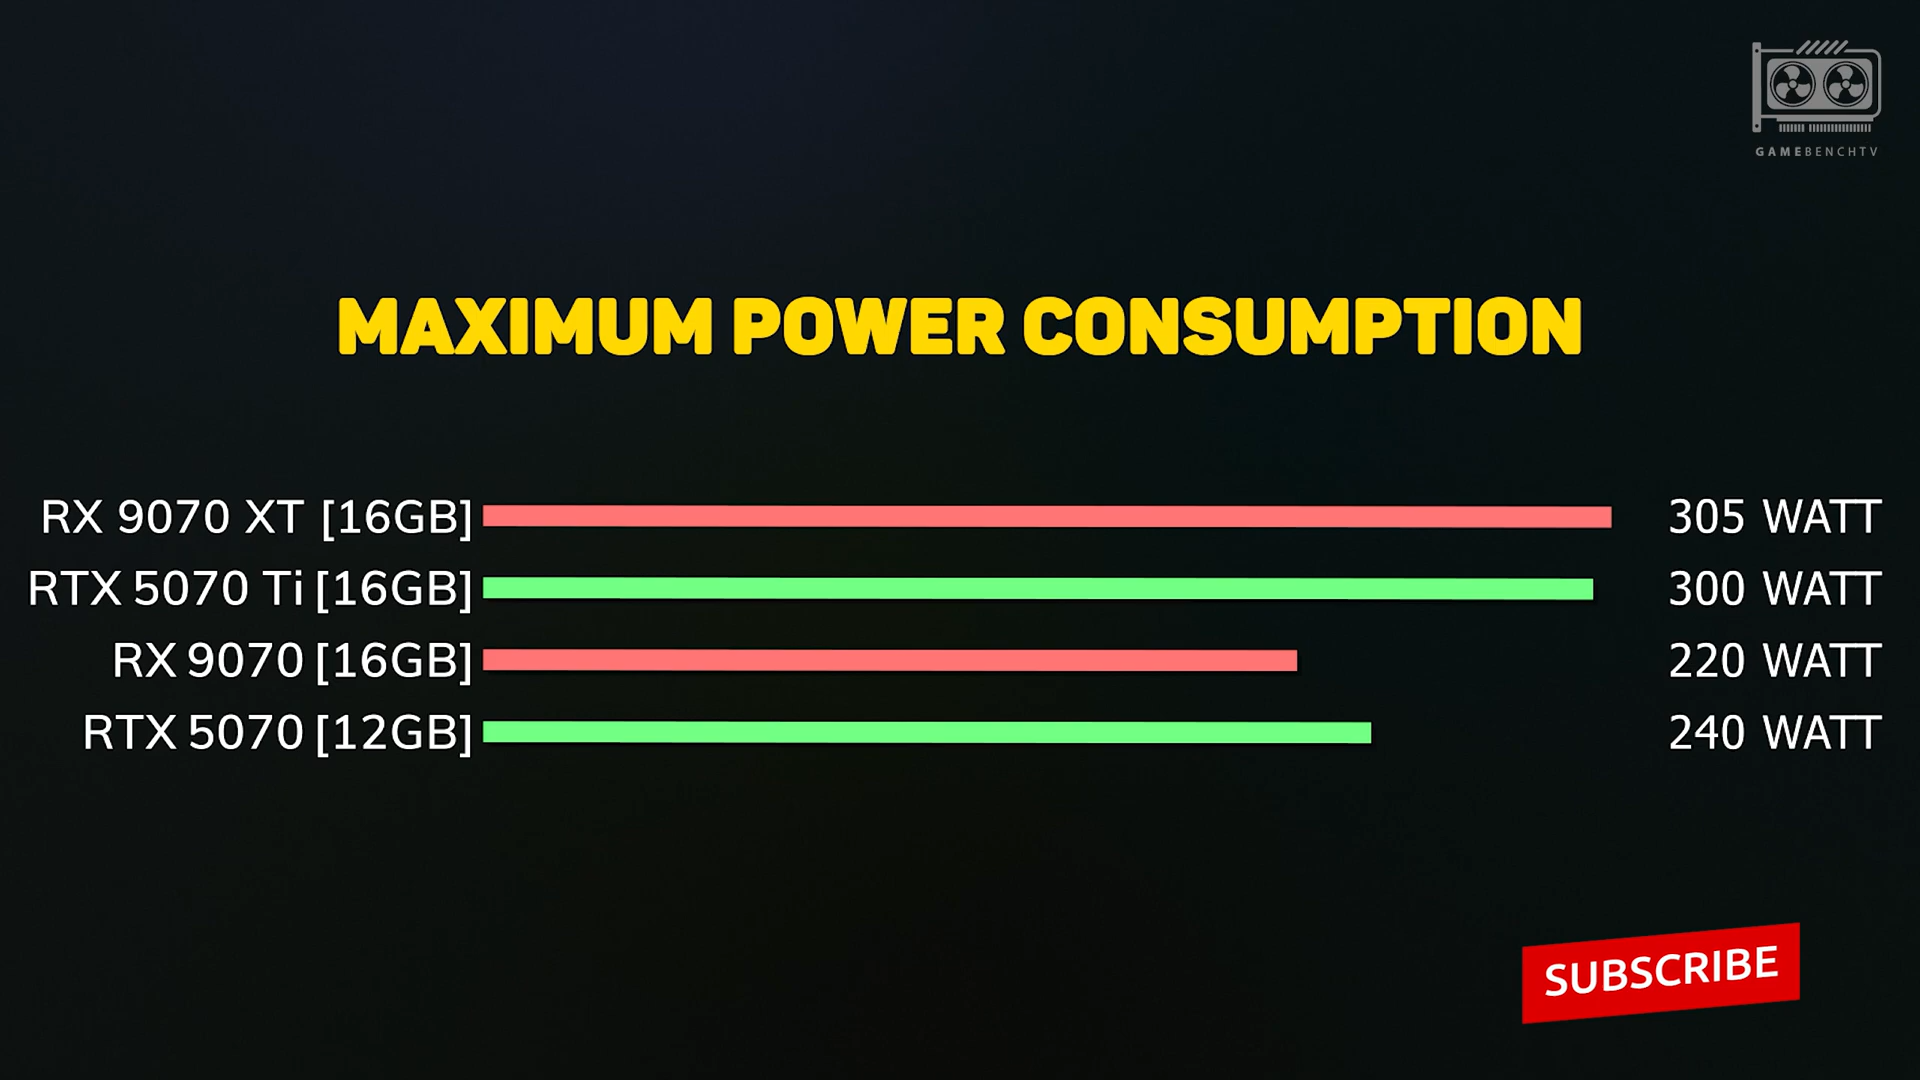 GAMEBENCHTV
MAXIMUM POWER CONSUMPTION
RX 9070 XT [16GB] 305 WATT
RTX 5070 Ti [16GB] 300 WATT
RX 9070 [16GB] 220 WATT
RTX 5070 [12GB] 240 WATT
SUBSCRIBE